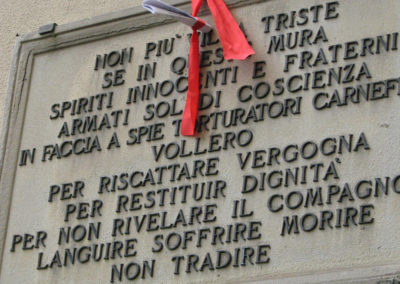 NON PIU` VILLA TRISTE
SE IN QUESTE MURA
SPIRITI INNOCENTI E FRATERNI
ARMATI SOLO DI COSCIENZA
IN FACCIA A SPIE TORTURATORI CARNEF
VOLLERO
PER RISCATTARE VERGOGNA
PER RESTITUIR DIGNITA`
PER NON RIVELARE IL COMPAGNO
LANGUIRE SOFFRIRE MORIRE
NON TRADIRE